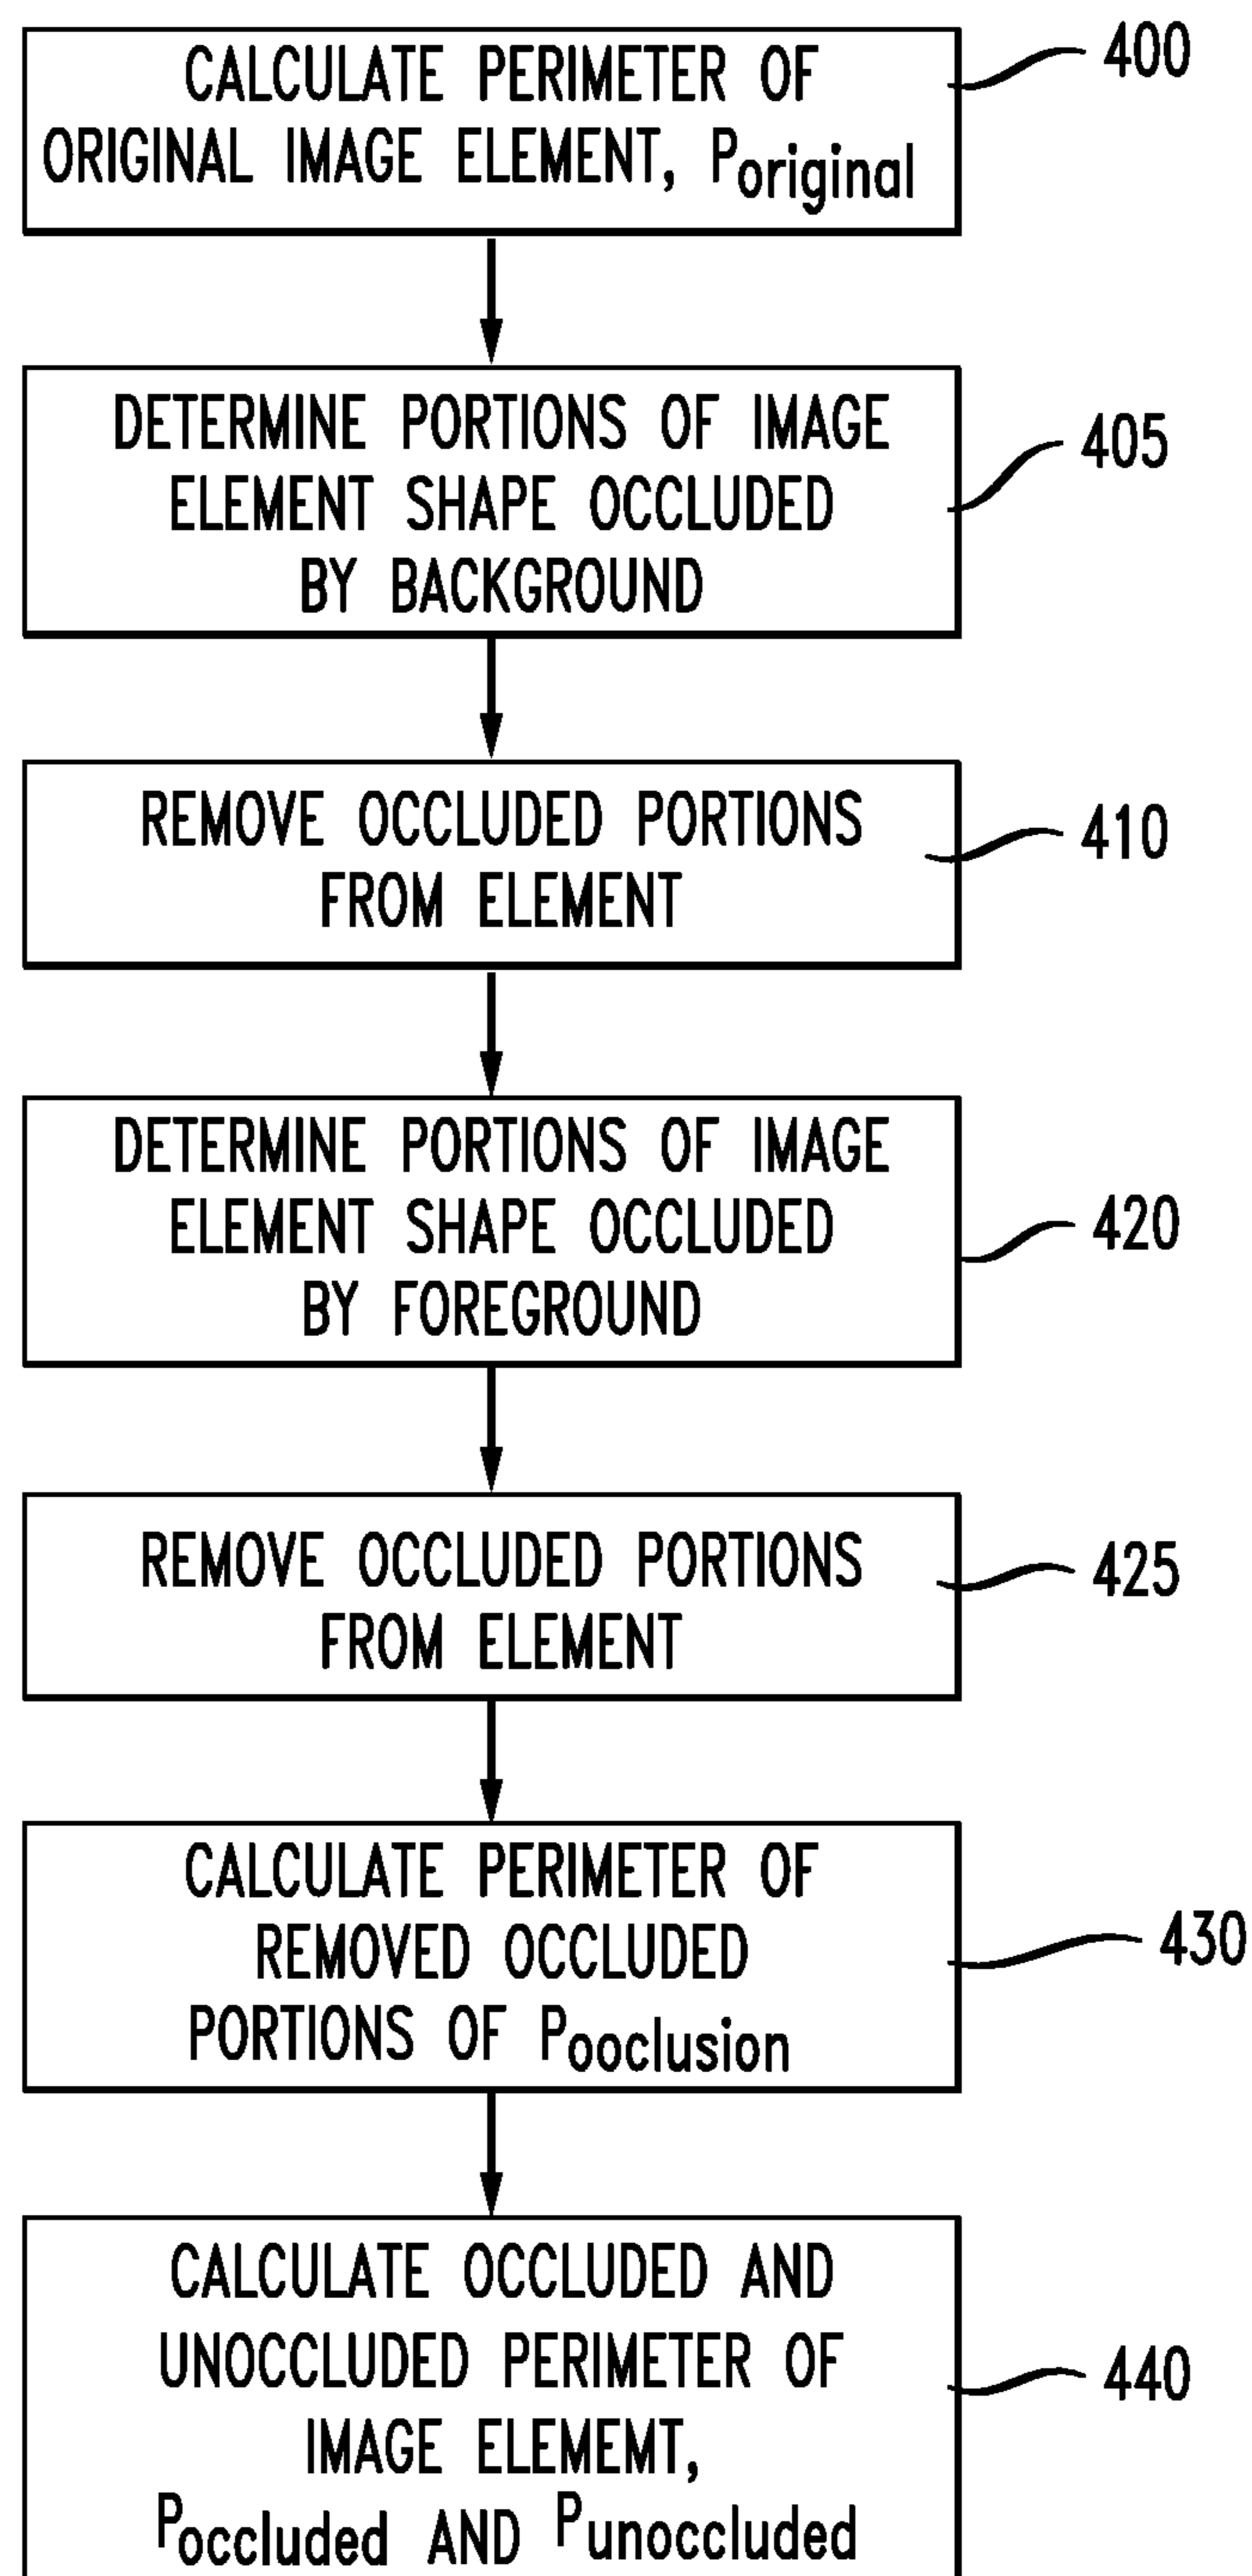 CALCULATE PERIMETER OF
ORIGINAL IMAGE ELEMENT, Poriginal
400
DETERMINE PORTIONS OF IMAGE
ELEMENT SHAPE OCCLUDED
BY BACKGROUND
405
REMOVE OCCLUDED PORTIONS
FROM ELEMENT
410
DETERMINE PORTIONS OF IMAGE
ELEMENT SHAPE OCCLUDED
BY FOREGROUND
420
REMOVE OCCLUDED PORTIONS
FROM ELEMENT
425
CALCULATE PERIMETER OF
REMOVED OCCLUDED
PORTIONS OF Pooclusion
430
CALCULATE OCCLUDED AND
UNOCCLUDED PERIMETER OF
IMAGE ELEMEMT,
Poccluded AND Punoccluded
440